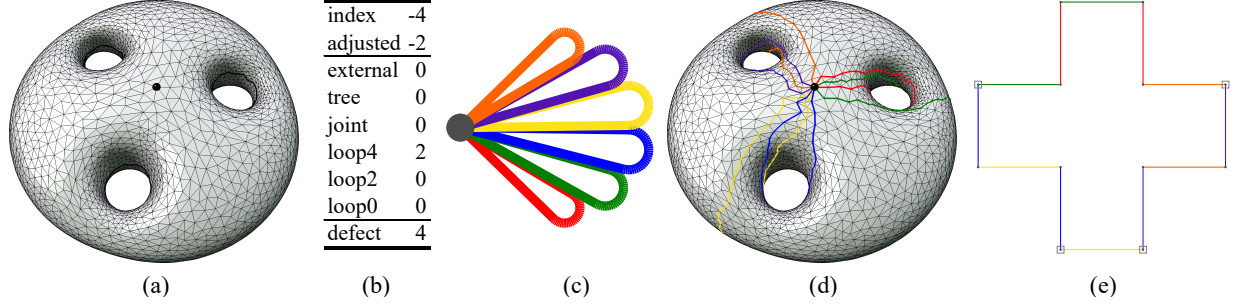 index -4
adjusted -2
external 0
tree 0
joint 0
loop4 2
loop2 0
loop0 0
defect 4
(a) (b) (c) (d) (e)